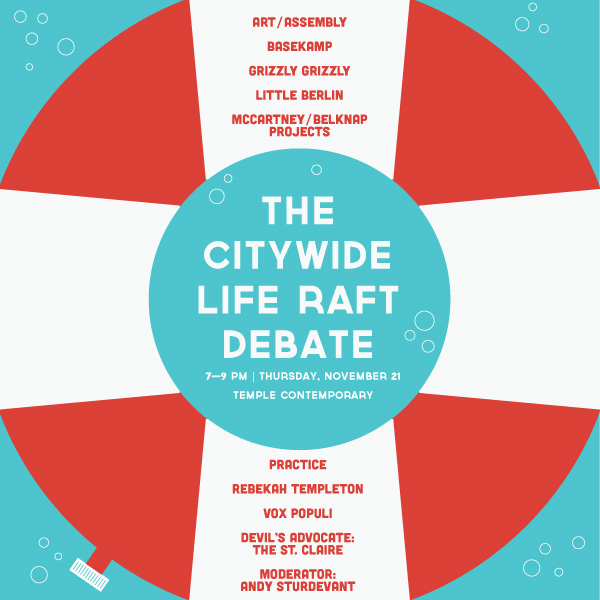 ART/ASSEMBLY
BASEKAMP
GRIZZLY GRIZZLY
LITTLE BERLIN
MCCARTNEY/BELKNAP
PROJECTS
THE
CITYWIDE
LIFE RAFT
DEBATE
7—9 PM | THURSDAY, NOVEMBER 21
TEMPLE CONTEMPORARY
PRACTICE
REBEKAH TEMPLETON
VOX POPULI
DEVIL'S ADVOCATE:
THE ST. CLAIRE
MODERATOR:
ANDY STURDEVANT